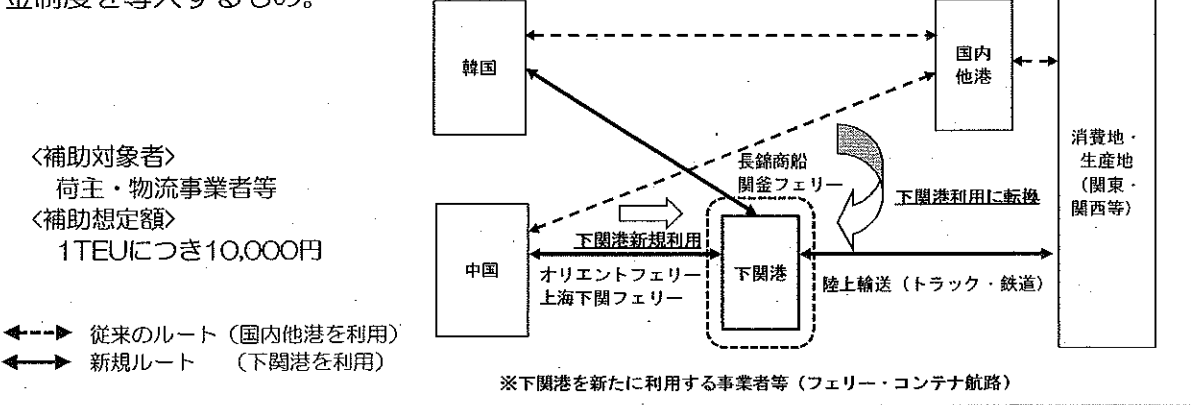 金制度を導入するもの。
<補助対象者>
荷主・物流事業者等
<補助想定額>
1TEUにつき10,000円
従来のルート(国内他港を利用)
新規ルート (下関港を利用)
韓国
国内
他港
消費地・
生産地
(関東・
関西等)
長錦商船
関釜フェリー
下関港利用に転換
下関港新規利用
中国
オリエントフェリー
上海下関フェリー
下関港
陸上輸送(トラック・鉄道)
※下関港を新たに利用する事業者等(フェリー・コンテナ航路)